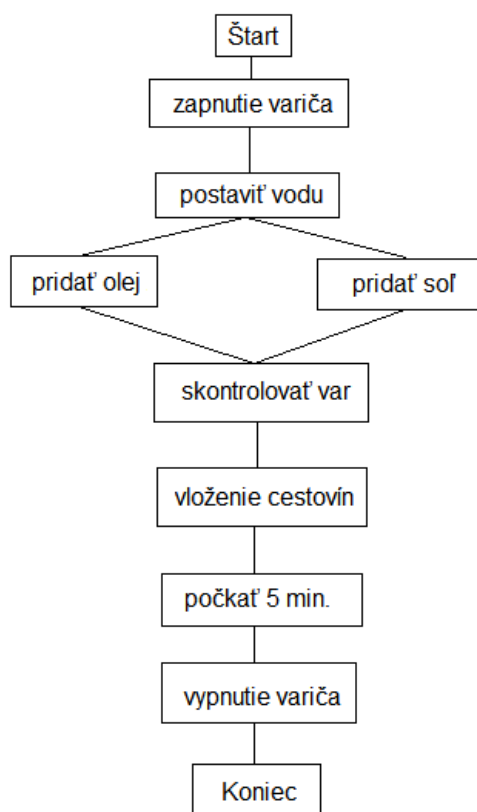 Štart
zapnutie variča
postaviť vodu
pridať olej
pridať soľ
skontrolovať var
vloženie cestovín
počkať 5 min.
vypnutie variča
Koniec